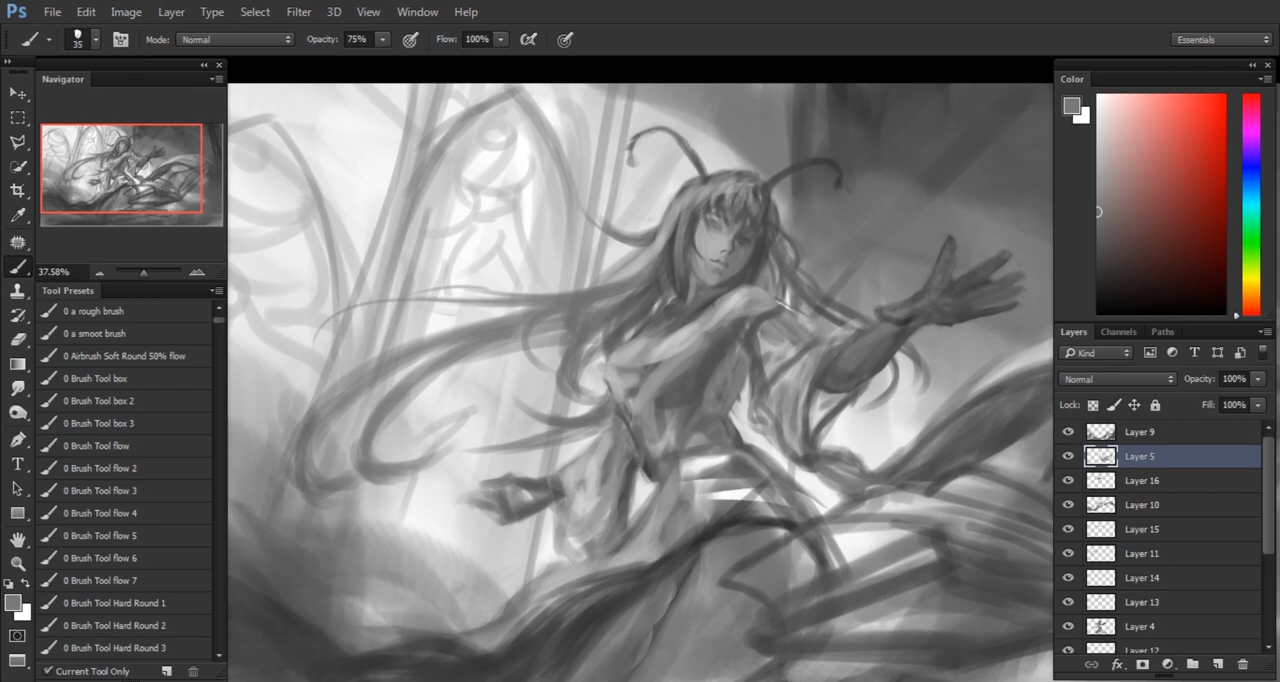 Ps File Edit Image Layer Type Select Filter 3D View Window Help
35 Mode: Normal Opacity: 75% Flow: 100% Essentials
Navigator
37.58%
Tool Presets
0 a rough brush
0 a smoot brush
0 Airbrush Soft Round 50% flow
0 Brush Tool box
0 Brush Tool box 2
0 Brush Tool box 3
0 Brush Tool flow
0 Brush Tool flow 2
0 Brush Tool flow 3
0 Brush Tool flow 4
0 Brush Tool flow 5
0 Brush Tool flow 6
0 Brush Tool flow 7
0 Brush Tool Hard Round 1
0 Brush Tool Hard Round 2
0 Brush Tool Hard Round 3
Current Tool Only
Color
Layers Channels Paths
Kind
Normal Opacity: 100%
Lock: Fill: 100%
Layer 9
Layer 5
Layer 16
Layer 10
Layer 15
Layer 11
Layer 14
Layer 13
Layer 4
Layer 12
fx